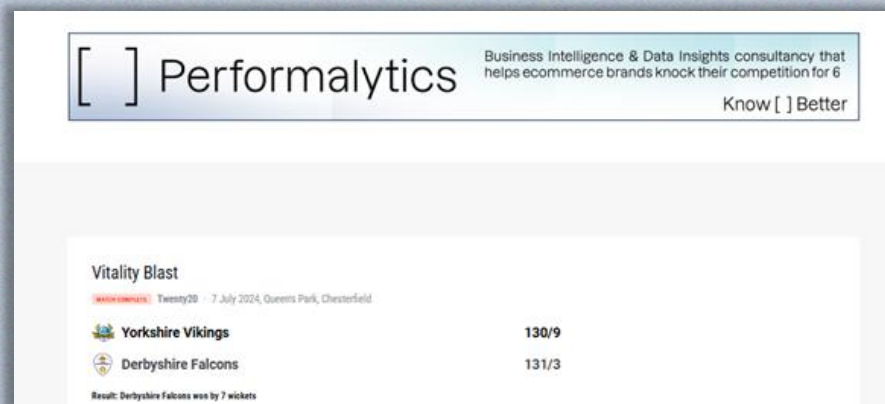 [ ] Performalytics
Business Intelligence & Data Insights consultancy that
helps ecommerce brands knock their competition for 6
Know [ ] Better
Vitality Blast
MATCH COMPLETE Twenty20 · 7 July 2024, Queen's Park, Chesterfield
Yorkshire Vikings 130/9
Derbyshire Falcons 131/3
Result: Derbyshire Falcons won by 7 wickets